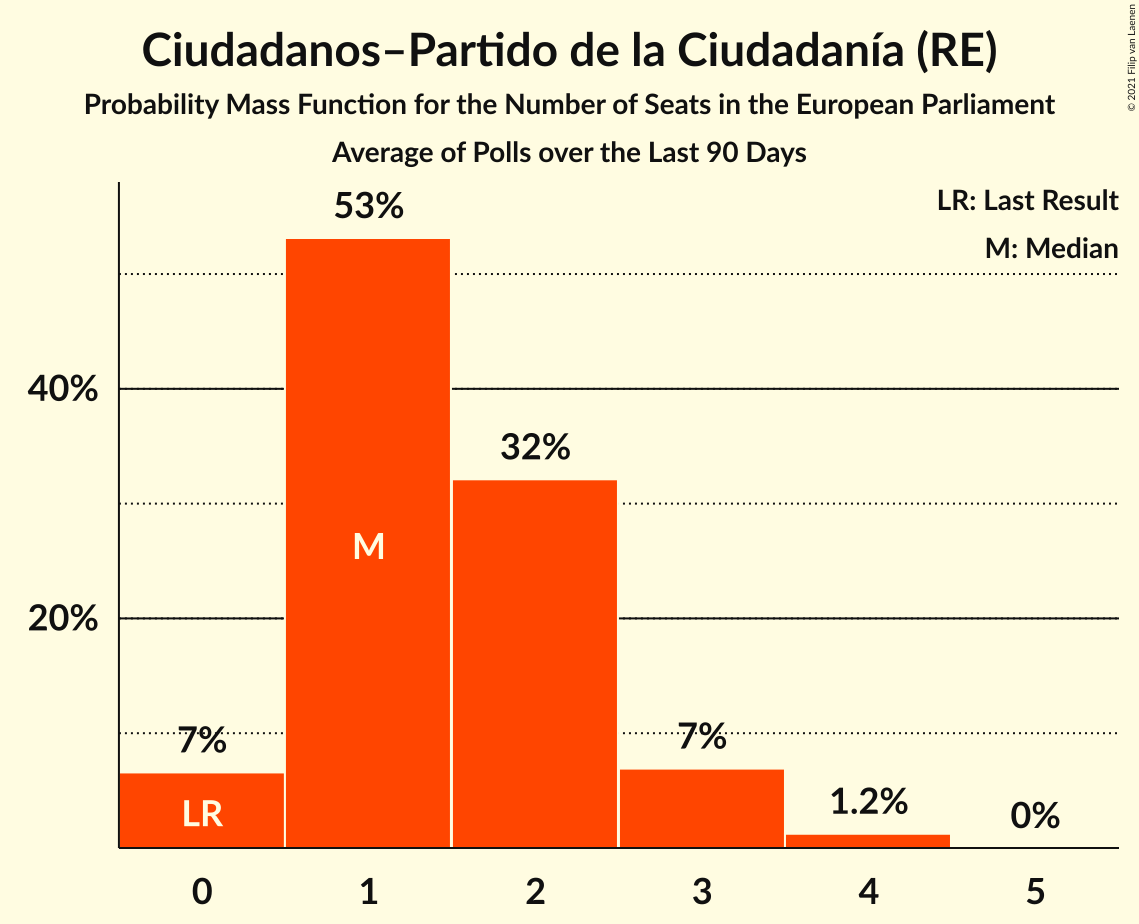 Ciudadanos–Partido de la Ciudadanía (RE)
Probability Mass Function for the Number of Seats in the European Parliament
Average of Polls over the Last 90 Days
© 2021 Filip van Laenen
LR: Last Result
M: Median
53%
40%
32%
M
20%
7%
7%
LR
1.2%
0%
0 1 2 3 4 5